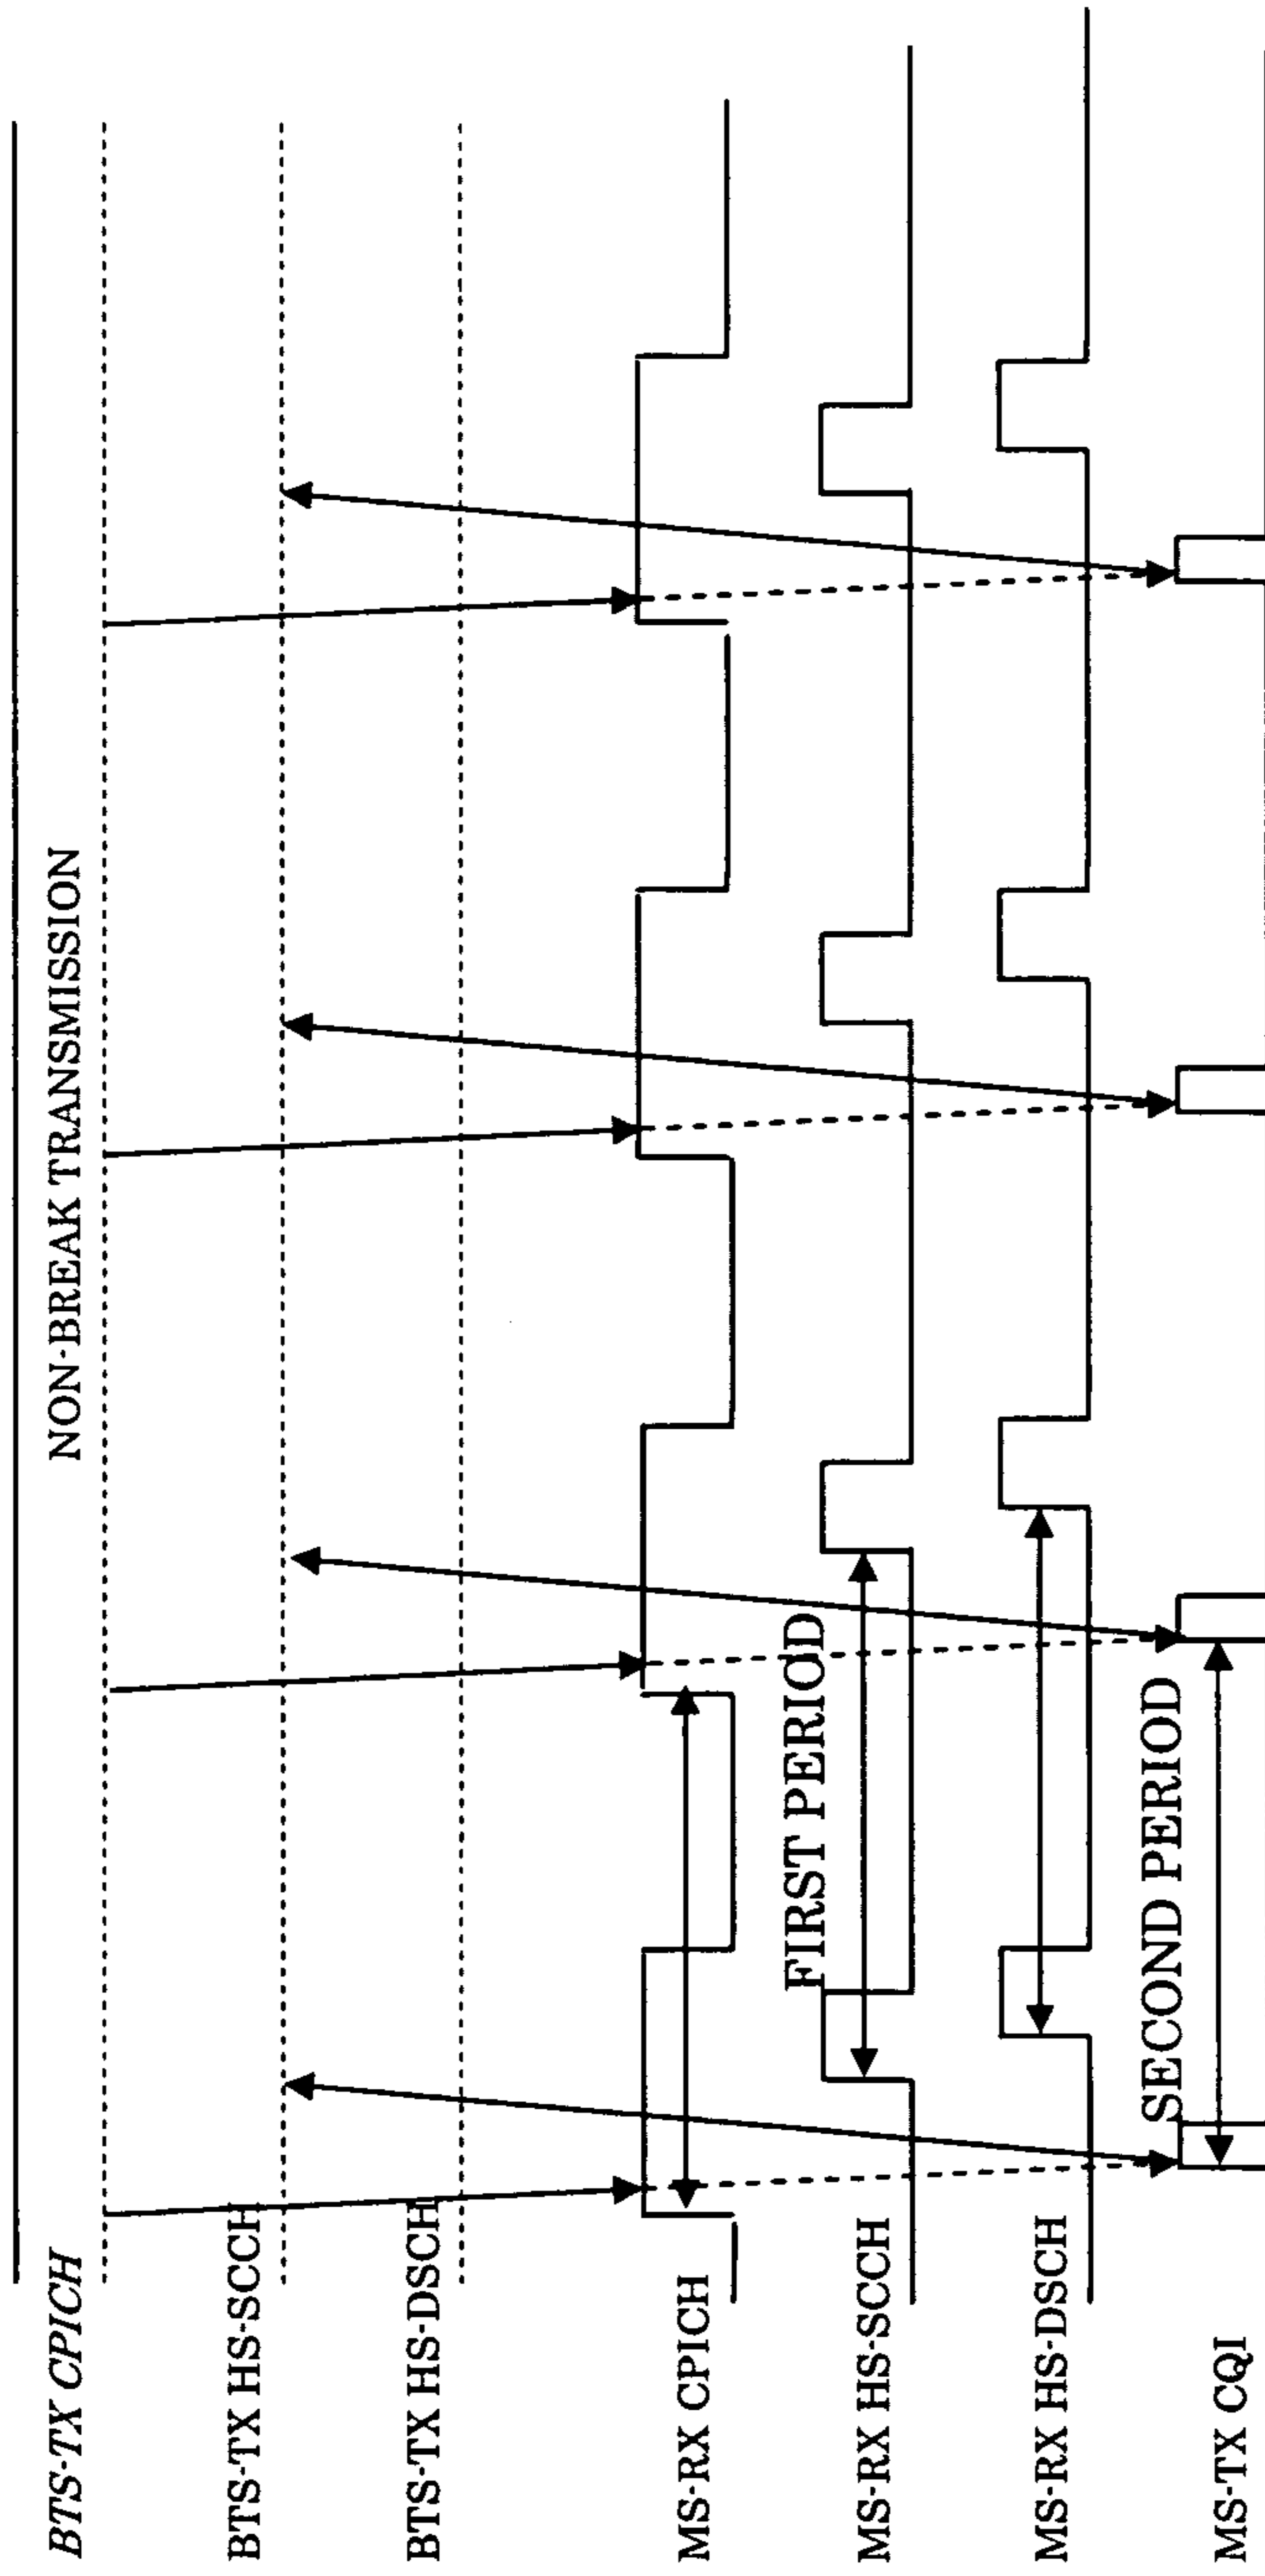 NON-BREAK TRANSMISSION
BTS-TX CPICH
BTS-TX HS-SCCH
BTS-TX HS-DSCH
MS-RX CPICH
FIRST PERIOD
MS-RX HS-SCCH
MS-RX HS-DSCH
SECOND PERIOD
MS-TX CQI